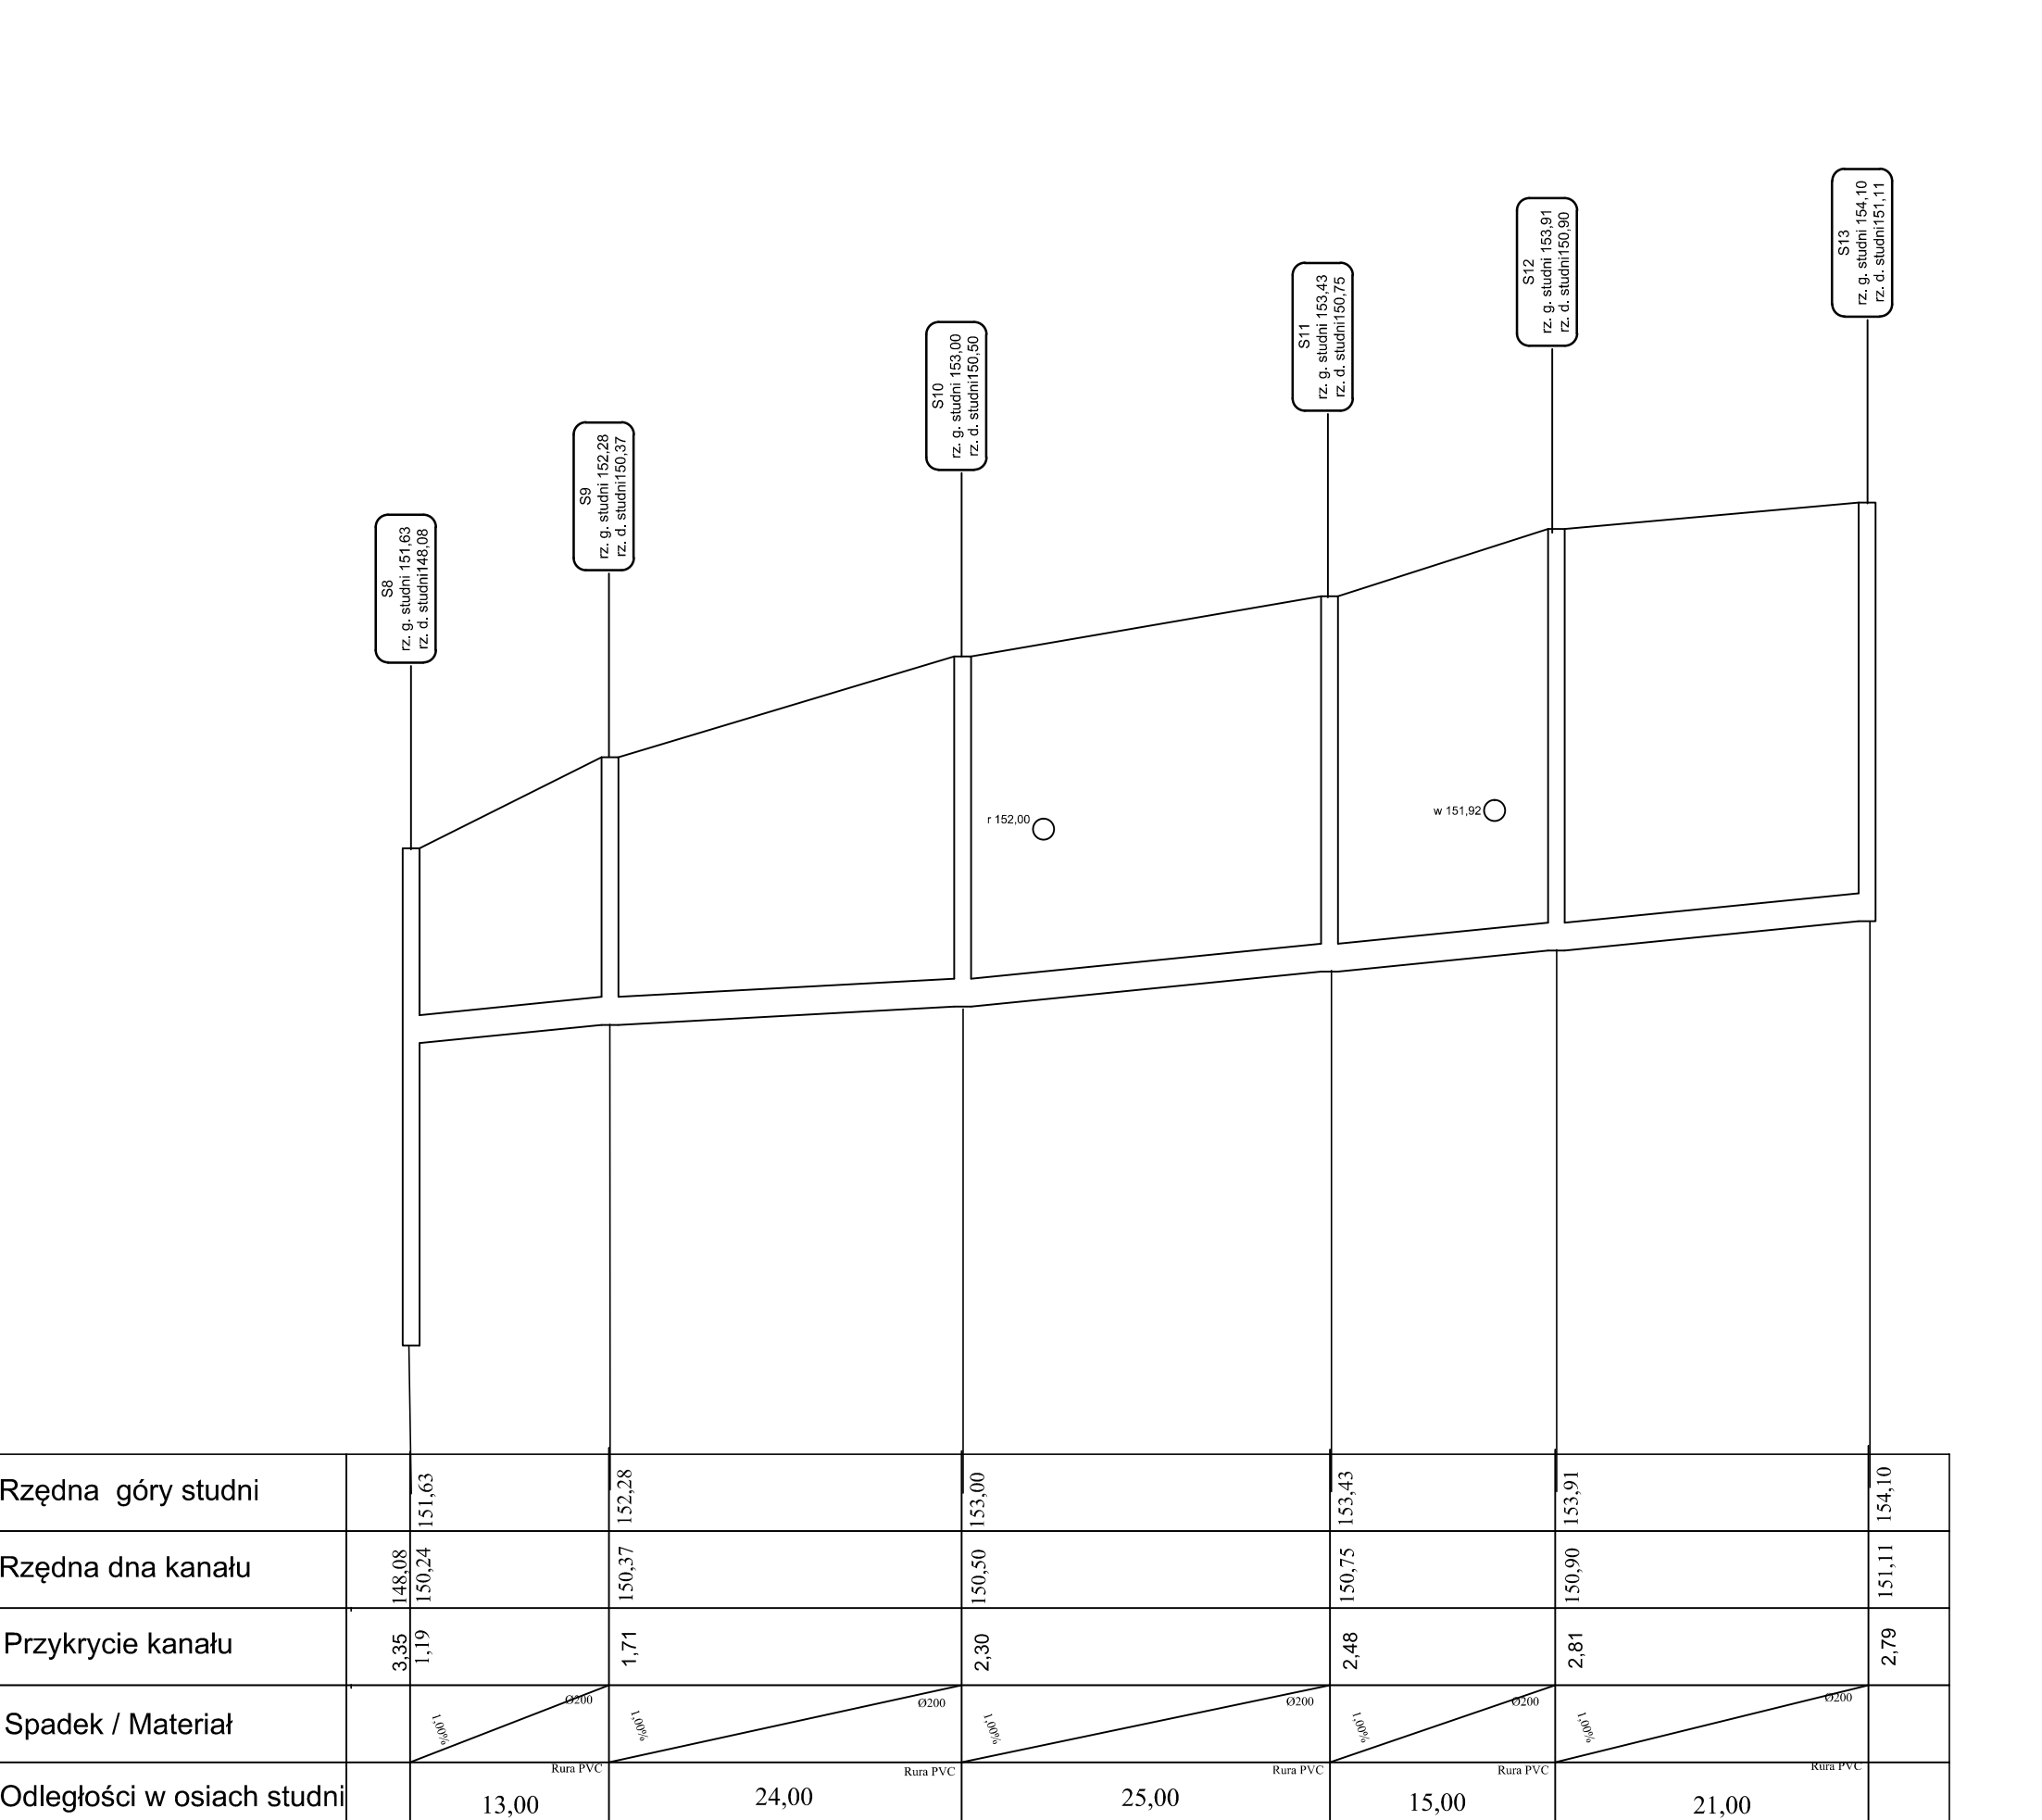 S8
rz. g. studni 151,63
rz. d. studni148,08
S9
rz. g. studni 152,28
rz. d. studni150,37
S10
rz. g. studni 153,00
rz. d. studni150,50
S11
rz. g. studni 153,43
rz. d. studni150,75
S12
rz. g. studni 153,91
rz. d. studni150,90
S13
rz. g. studni 154,10
rz. d. studni151,11
r 152,00
w 151,92
Rzędna góry studni
151,63
152,28
153,00
153,43
153,91
154,10
Rzędna dna kanału
148,08
150,24
150,37
150,50
150,75
150,90
151,11
Przykrycie kanału
3,35
1,19
1,71
2,30
2,48
2,81
2,79
Spadek / Materiał
1,00%
Ø200
1,00%
Ø200
1,00%
Ø200
1,00%
Ø200
1,00%
Ø200
Rura PVC
Rura PVC
Rura PVC
Rura PVC
Rura PVC
Odległości w osiach studni
13,00
24,00
25,00
15,00
21,00